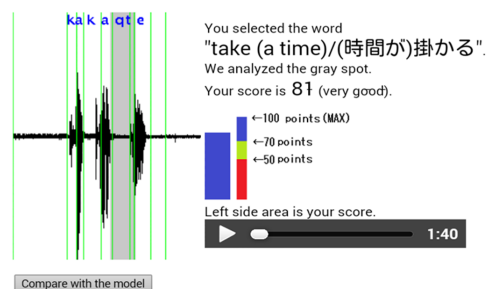 ka k a qt e
You selected the word
"take (a time)/(時間が)掛かる".
We analyzed the gray spot.
Your score is 81 (very good).
←100 points(MAX)
←70 points
←50 points
Left side area is your score.
1:40
Compare with the model